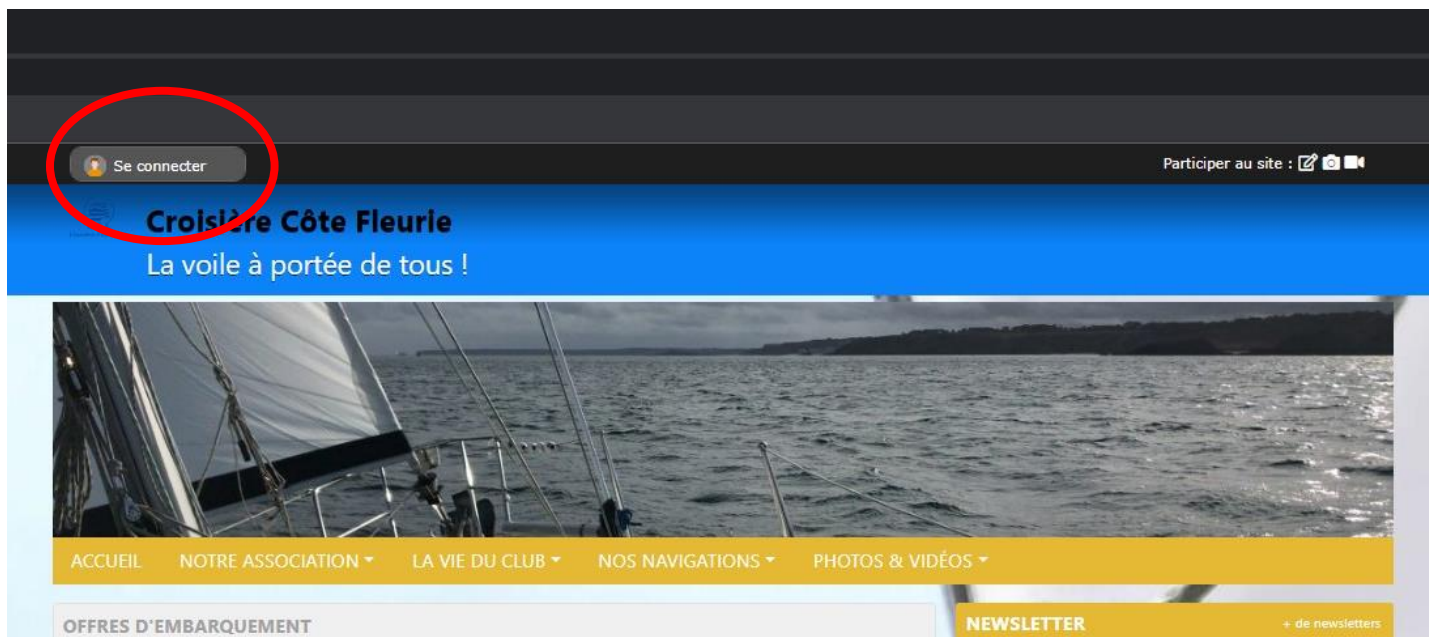 Se connecter
Participer au site :
Croisière Côte Fleurie
La voile à portée de tous !
ACCUEIL NOTRE ASSOCIATION LA VIE DU CLUB NOS NAVIGATIONS PHOTOS & VIDÉOS
OFFRES D'EMBARQUEMENT
NEWSLETTER + de newsletters